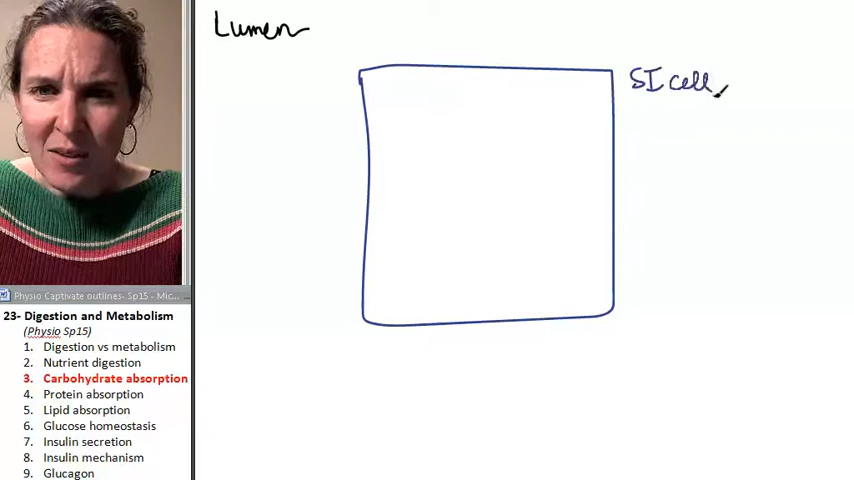 Lumen
SI cell
Physio Captivate outlines- Sp15 - Mic...
23- Digestion and Metabolism
(Physio Sp15)
1. Digestion vs metabolism
2. Nutrient digestion
3. Carbohydrate absorption
4. Protein absorption
5. Lipid absorption
6. Glucose homeostasis
7. Insulin secretion
8. Insulin mechanism
9. Glucagon